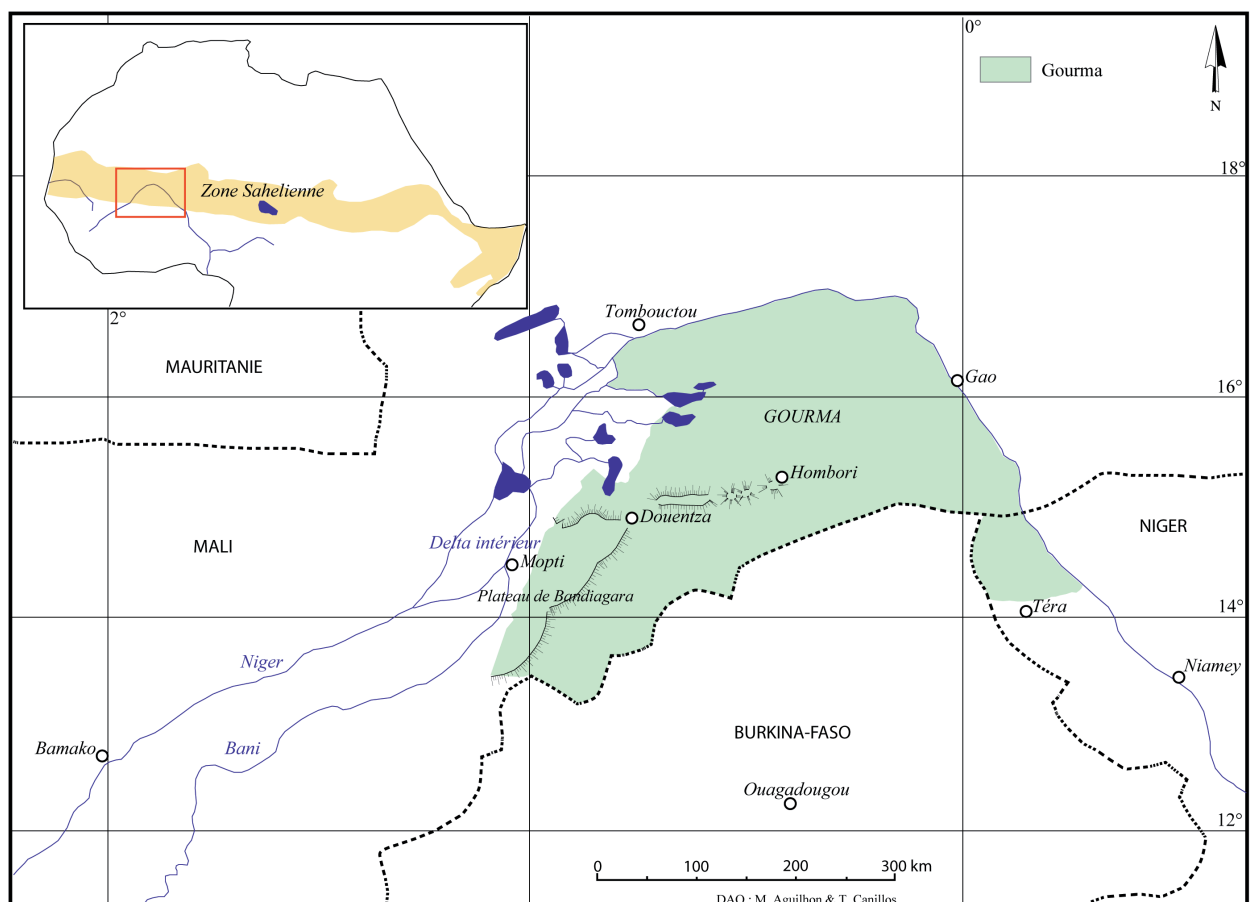 0°
Gourma
N
18°
Zone Sahelienne
2°
Tombouctou
MAURITANIE
Gao
16°
GOURMA
Hombori
Douentza
NIGER
MALI
Delta intérieur
Mopti
Plateau de Bandiagara
Téra
14°
Niger
Niamey
BURKINA-FASO
Bamako
Bani
Ouagadougou
12°
0 100 200 300 km
DAO : M. Aguilhon & T. Capillos